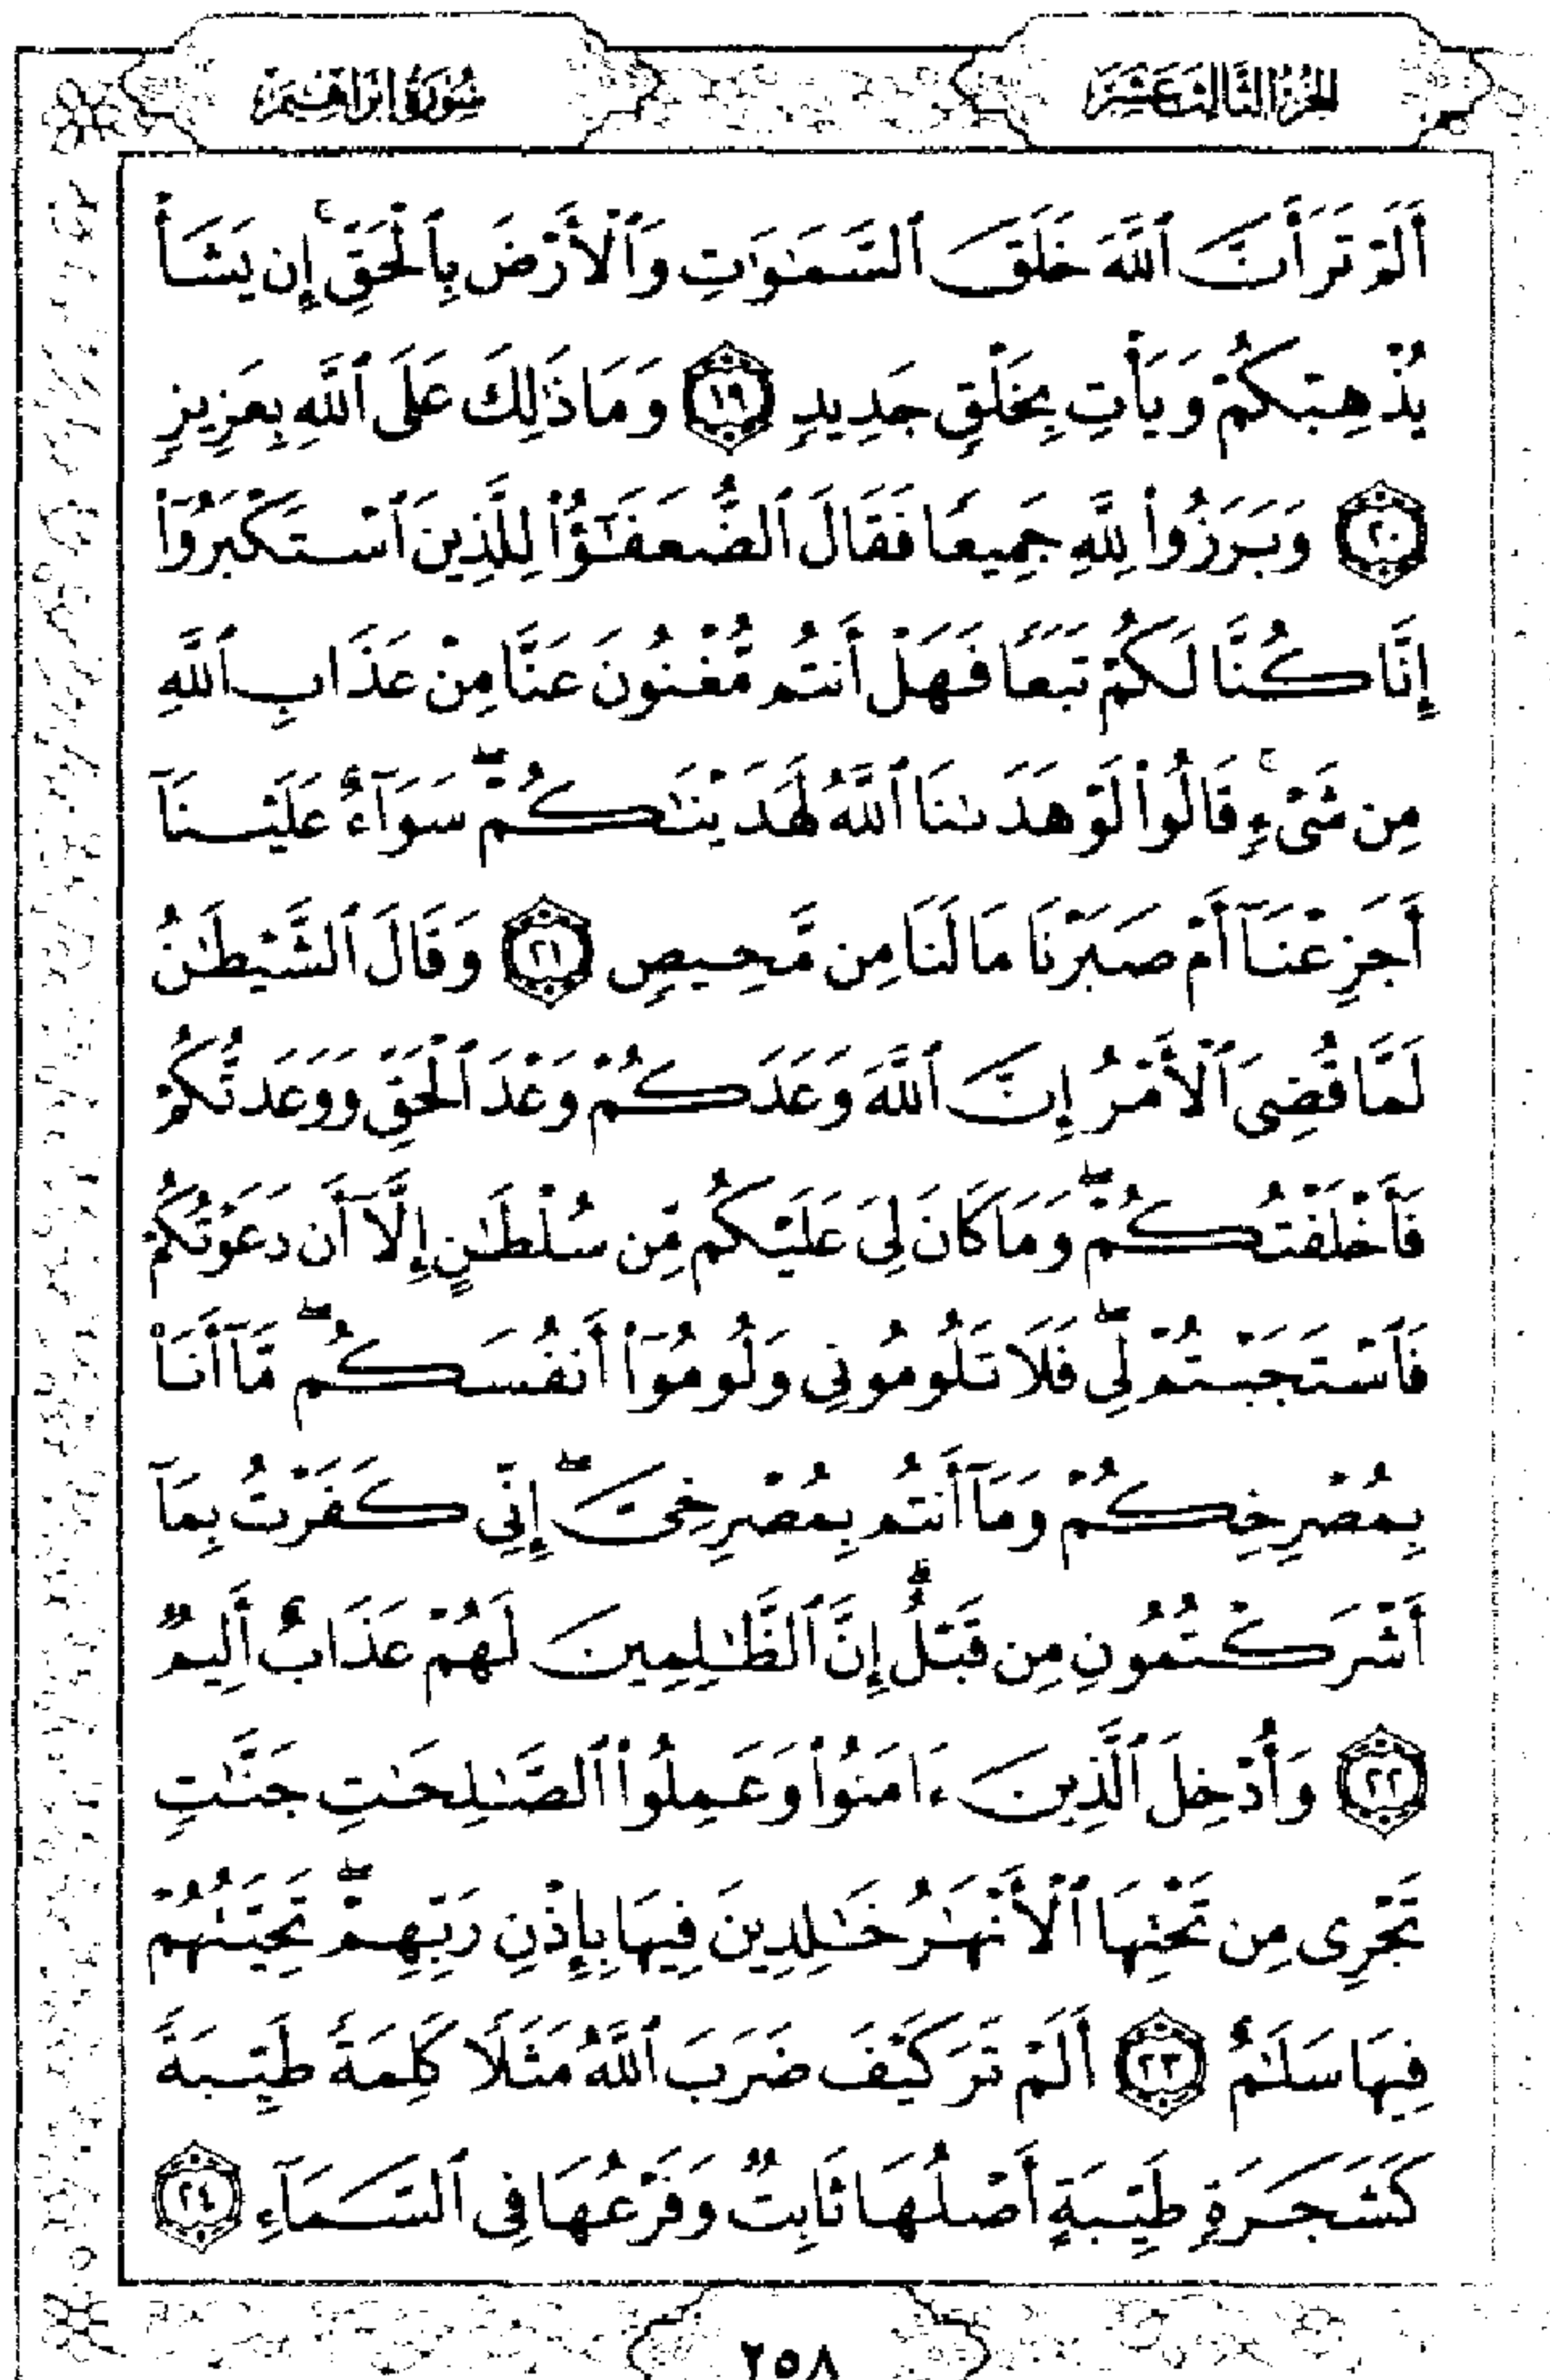 الجزء الثالث عشر
سورة ابراهيم
أَلَمْ تَرَ أَنَّ ٱللَّهَ خَلَقَ ٱلسَّمَٰوَٰتِ وَٱلْأَرْضَ بِٱلْحَقِّ ۚ إِن يَشَأْ
يُذْهِبْكُمْ وَيَأْتِ بِخَلْقٍ جَدِيدٍ ١٩ وَمَا ذَٰلِكَ عَلَى ٱللَّهِ بِعَزِيزٍ
٢٠ وَبَرَزُوا۟ لِلَّهِ جَمِيعًا فَقَالَ ٱلضُّعَفَٰٓؤُا۟ لِلَّذِينَ ٱسْتَكْبَرُوٓا۟
إِنَّا كُنَّا لَكُمْ تَبَعًا فَهَلْ أَنتُم مُّغْنُونَ عَنَّا مِنْ عَذَابِ ٱللَّهِ
مِن شَىْءٍ ۚ قَالُوا۟ لَوْ هَدَىٰنَا ٱللَّهُ لَهَدَيْنَٰكُمْ ۖ سَوَآءٌ عَلَيْنَآ
أَجَزِعْنَآ أَمْ صَبَرْنَا مَا لَنَا مِن مَّحِيصٍ ٢١ وَقَالَ ٱلشَّيْطَٰنُ
لَمَّا قُضِىَ ٱلْأَمْرُ إِنَّ ٱللَّهَ وَعَدَكُمْ وَعْدَ ٱلْحَقِّ وَوَعَدتُّكُمْ
فَأَخْلَفْتُكُمْ ۖ وَمَا كَانَ لِىَ عَلَيْكُم مِّن سُلْطَٰنٍ إِلَّآ أَن دَعَوْتُكُمْ
فَٱسْتَجَبْتُمْ لِى ۖ فَلَا تَلُومُونِى وَلُومُوٓا۟ أَنفُسَكُم ۖ مَّآ أَنَا۠
بِمُصْرِخِكُمْ وَمَآ أَنتُم بِمُصْرِخِىَّ ۖ إِنِّى كَفَرْتُ بِمَآ
أَشْرَكْتُمُونِ مِن قَبْلُ ۗ إِنَّ ٱلظَّٰلِمِينَ لَهُمْ عَذَابٌ أَلِيمٌ
٢٢ وَأُدْخِلَ ٱلَّذِينَ ءَامَنُوا۟ وَعَمِلُوا۟ ٱلصَّٰلِحَٰتِ جَنَّٰتٍ
تَجْرِى مِن تَحْتِهَا ٱلْأَنْهَٰرُ خَٰلِدِينَ فِيهَا بِإِذْنِ رَبِّهِمْ ۖ تَحِيَّتُهُمْ
فِيهَا سَلَٰمٌ ٢٣ أَلَمْ تَرَ كَيْفَ ضَرَبَ ٱللَّهُ مَثَلًا كَلِمَةً طَيِّبَةً
كَشَجَرَةٍ طَيِّبَةٍ أَصْلُهَا ثَابِتٌ وَفَرْعُهَا فِى ٱلسَّمَآءِ ٢٤
٢٥٨